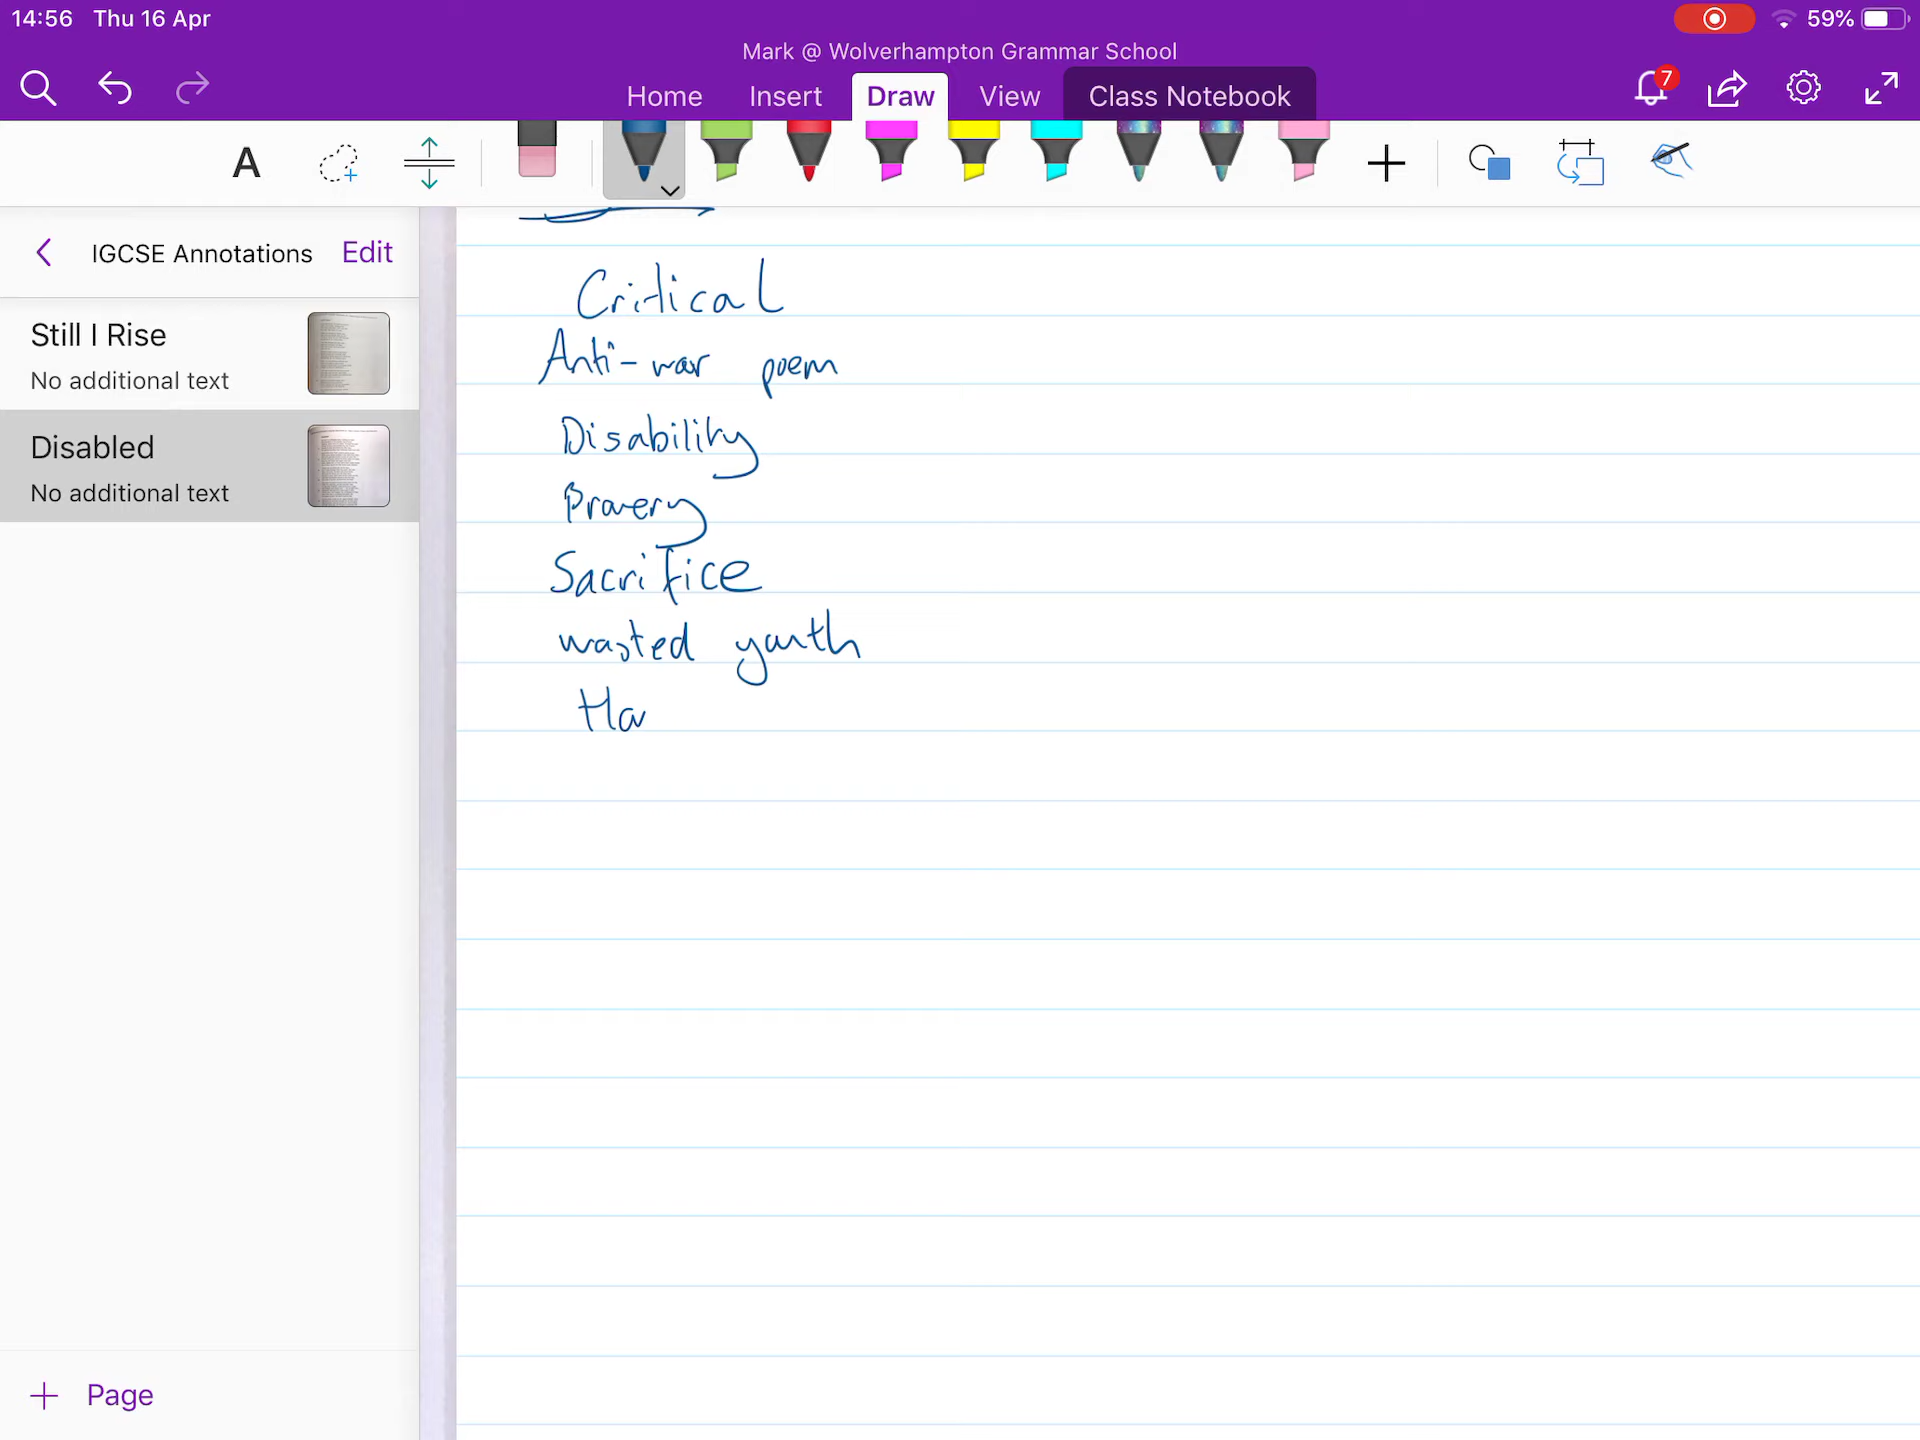 14:56 Thu 16 Apr 59%
Mark @ Wolverhampton Grammar School
7
Home Insert Draw View Class Notebook
A
IGCSE Annotations Edit
Still I Rise
No additional text
Disabled
No additional text
Critical
Anti-war poem
Disability
Bravery
Sacrifice
wasted youth
Ha
Page